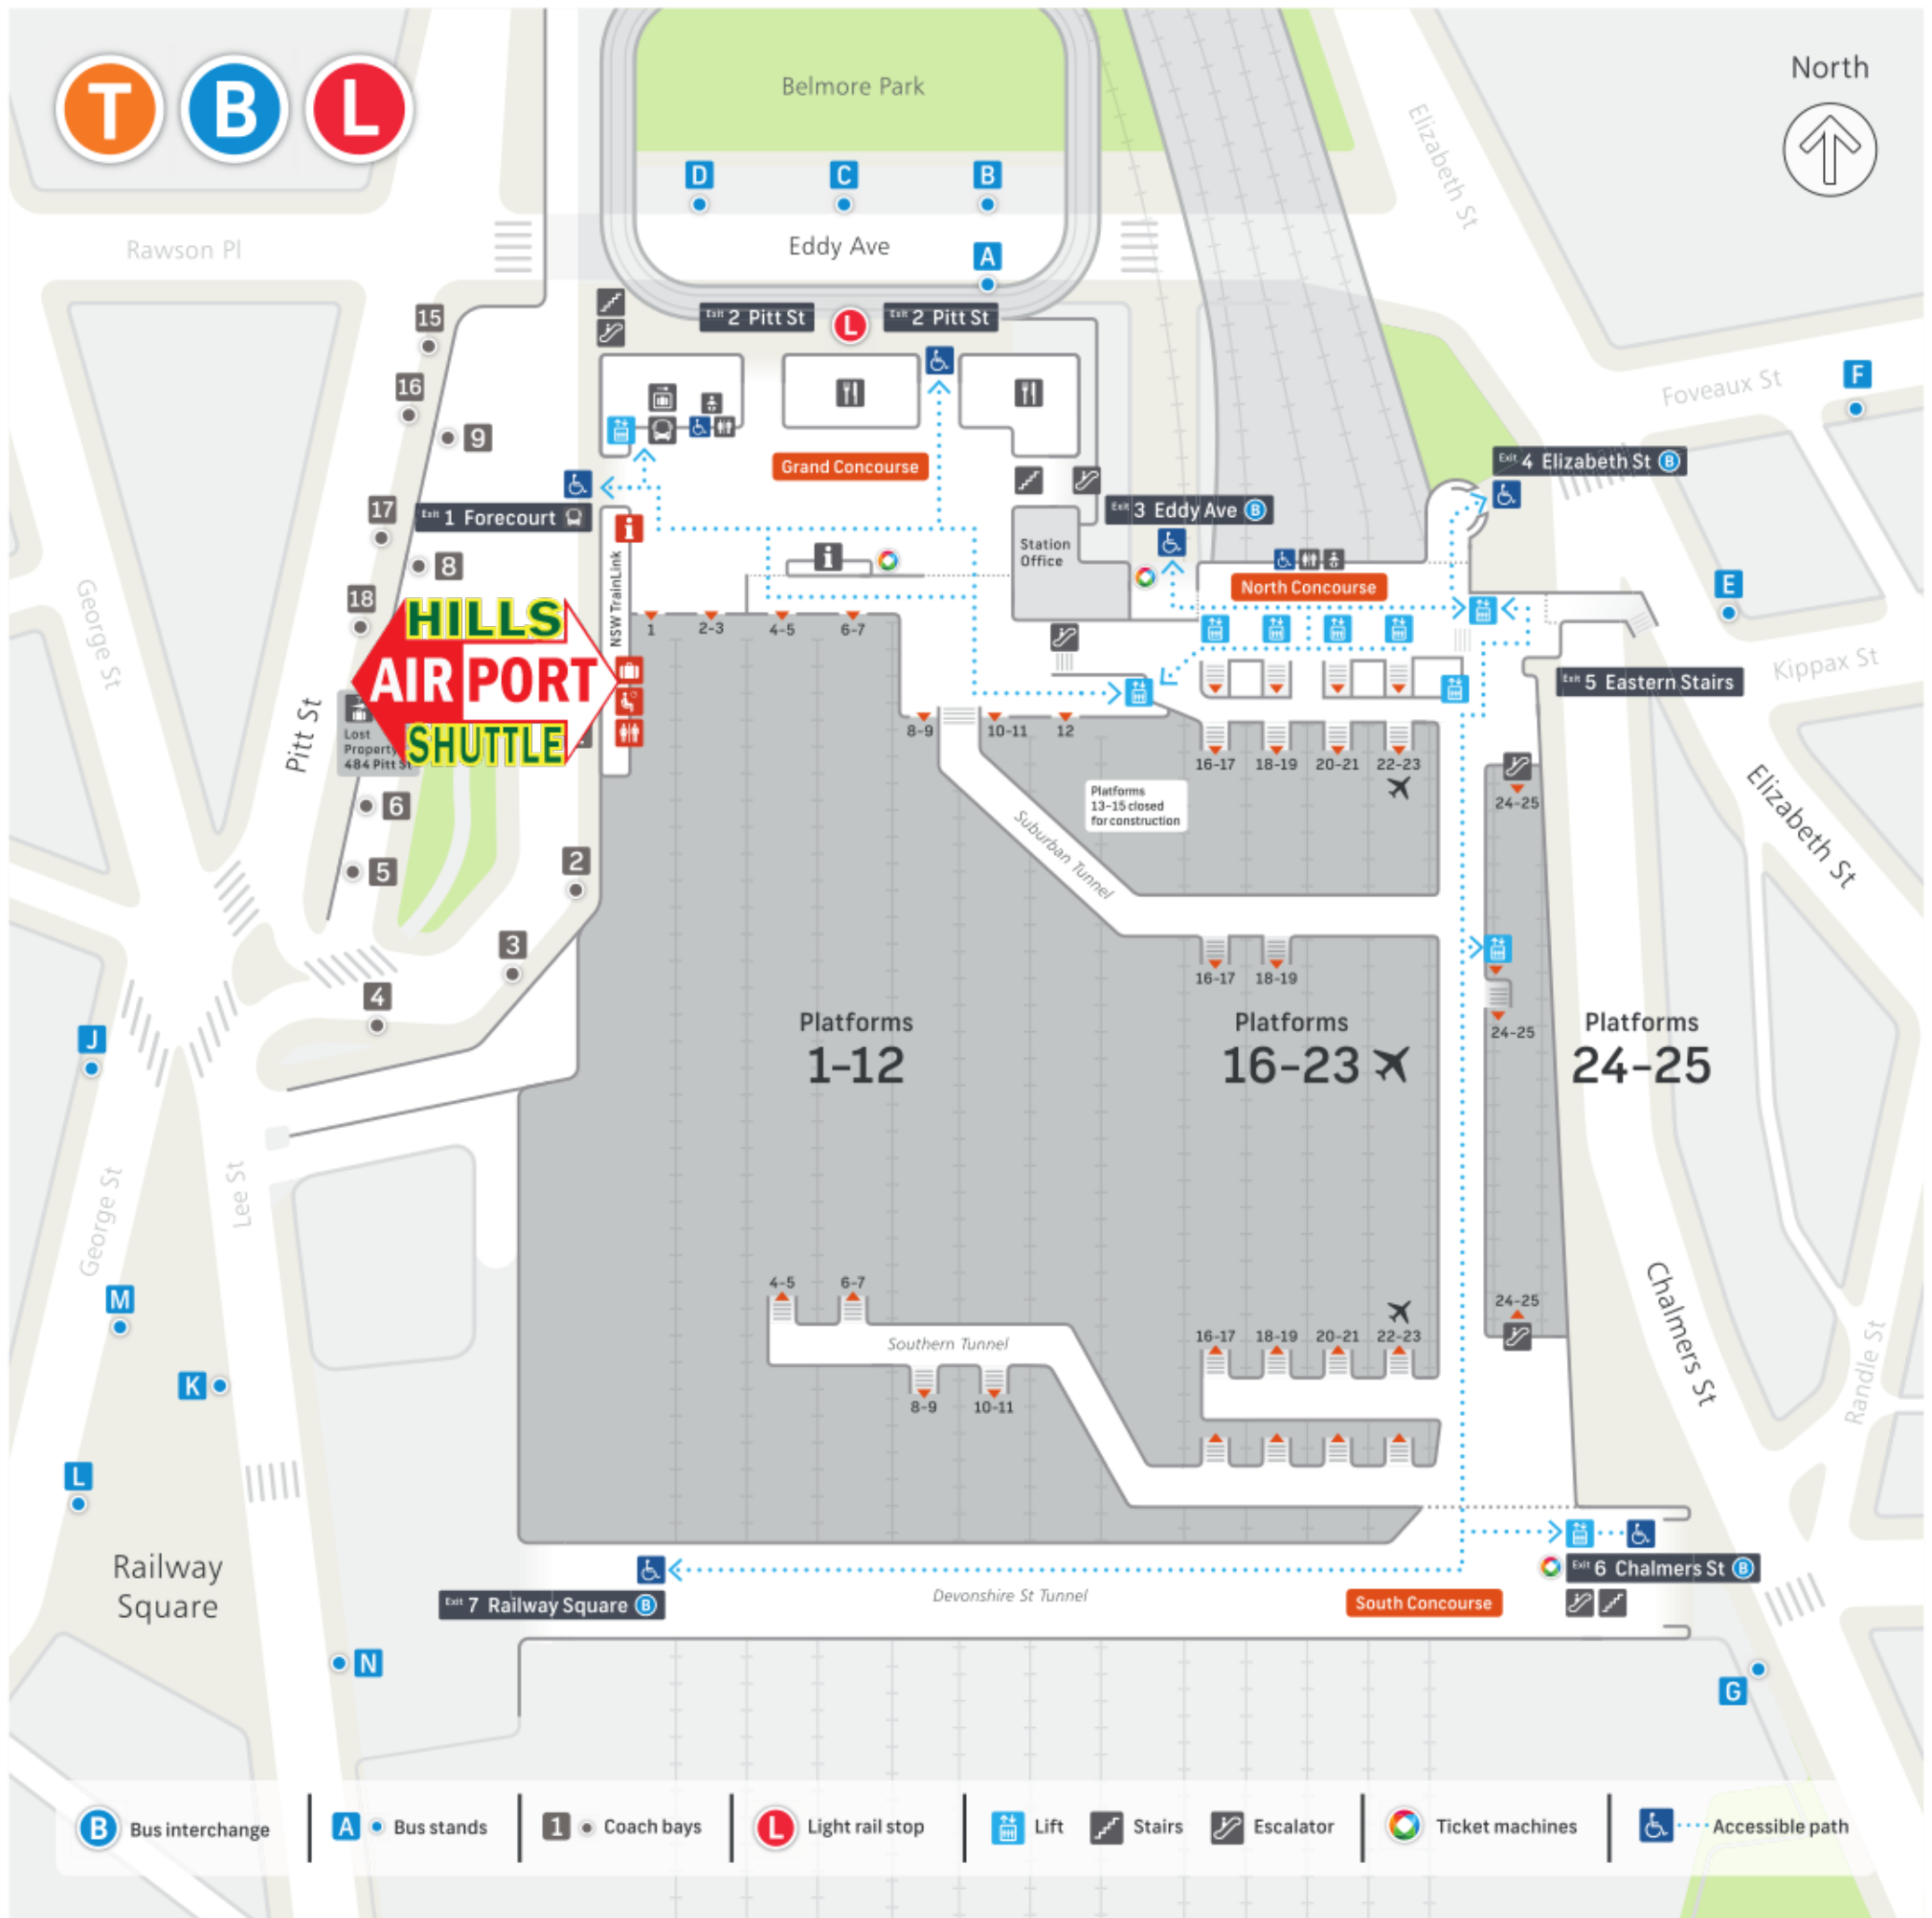 T B L
North
Belmore Park
Elizabeth St
D C B
Rawson Pl
Eddy Ave
A
15
Exit 2 Pitt St
L
Exit 2 Pitt St
16
Foveaux St
F
9
Grand Concourse
Exit 4 Elizabeth St B
17
Exit 1 Forecourt
Exit 3 Eddy Ave B
i
Station
Office
i
8
NSW TrainLink
North Concourse
E
18
George St
HILLS
AIRPORT
SHUTTLE
1 2-3 4-5 6-7
Kippax St
Exit 5 Eastern Stairs
Pitt St
Lost
Property
484 Pitt St
8-9 10-11 12
16-17 18-19 20-21 22-23
Platforms
13-15 closed
for construction
24-25
6
Suburban Tunnel
Elizabeth St
5
2
3
16-17 18-19
4
J
Platforms
1-12
Platforms
16-23
24-25
Platforms
24-25
George St
Lee St
M
4-5 6-7
24-25
Chalmers St
Southern Tunnel
16-17 18-19 20-21 22-23
Randle St
K
8-9 10-11
L
Railway
Square
Exit 6 Chalmers St B
Exit 7 Railway Square B
Devonshire St Tunnel
South Concourse
N
G
B Bus interchange
A Bus stands
1 Coach bays
L Light rail stop
Lift
Stairs
Escalator
Ticket machines
Accessible path